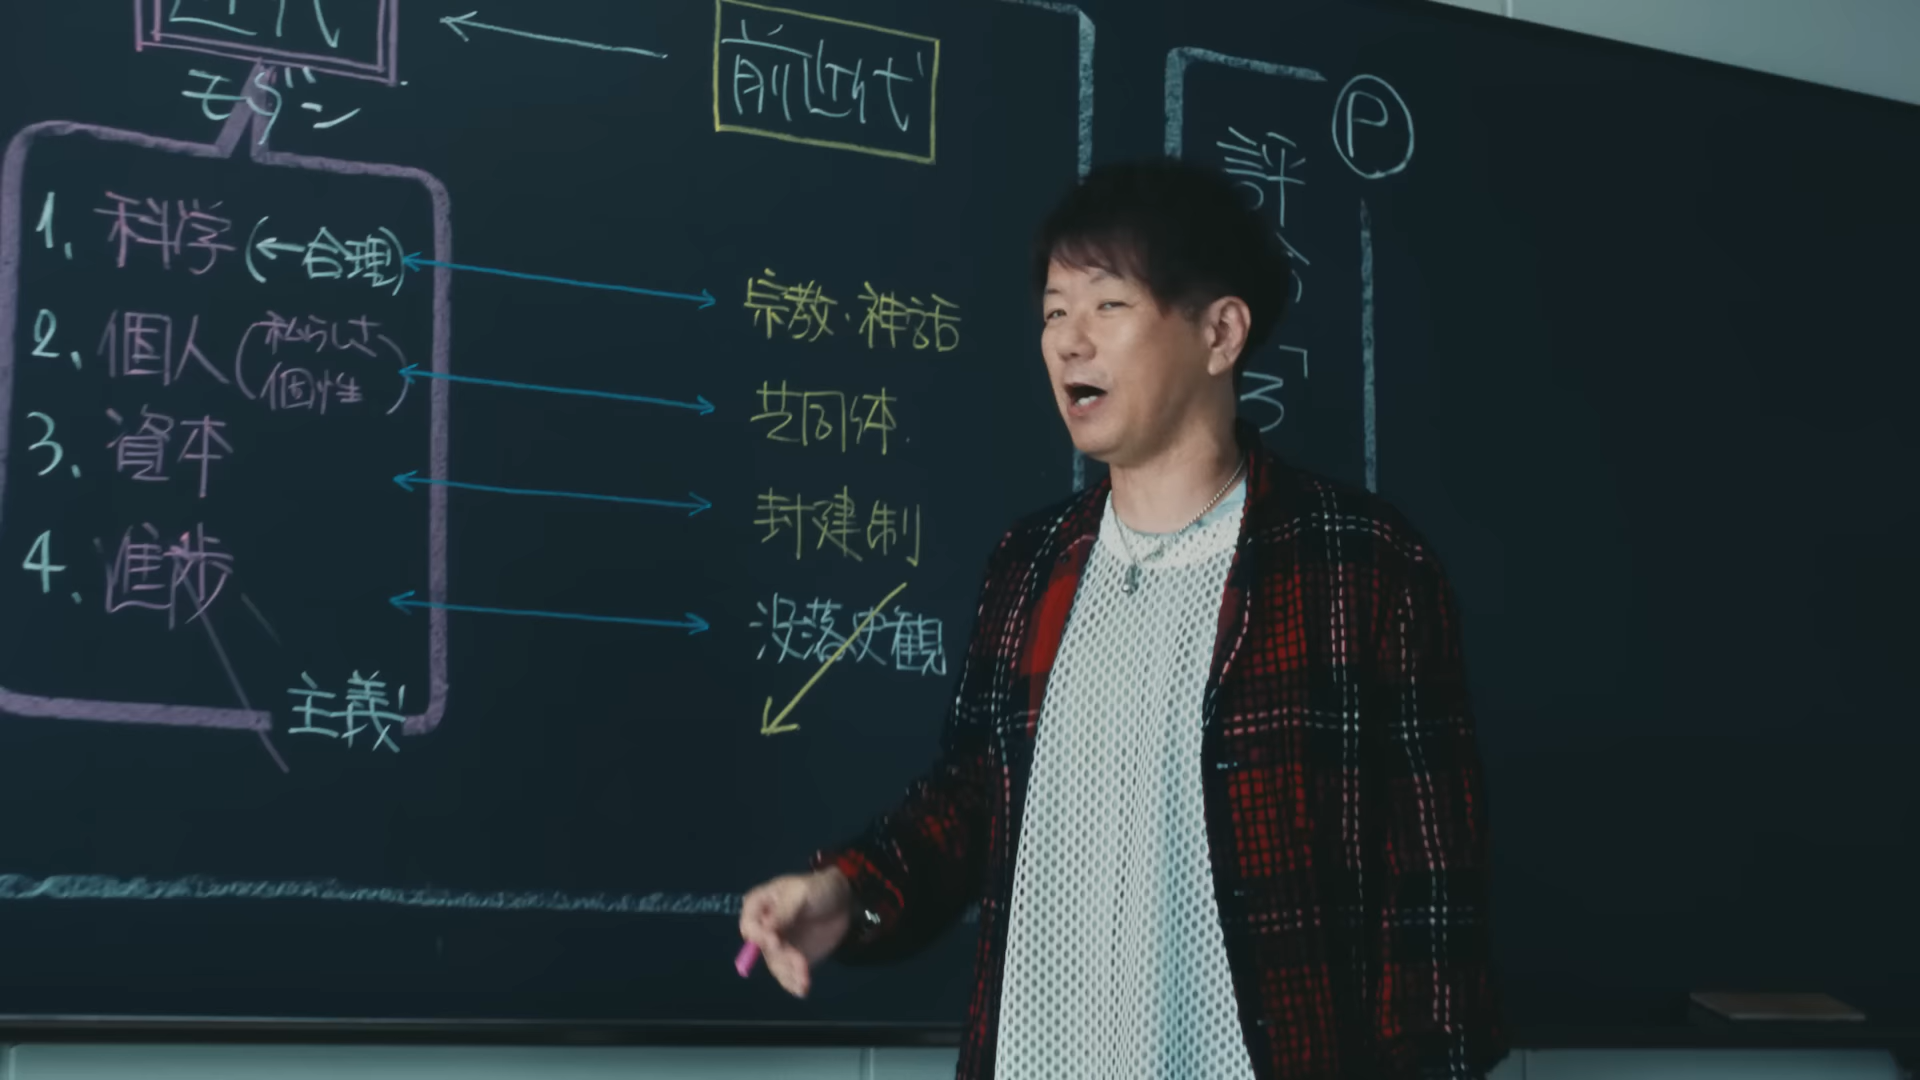 近代
モダン
1. 科学 (←合理)
2. 個人 (私らしさ
個性)
3. 資本
4. 進歩
主義
前近代
宗教・神話
共同体
封建制
没落史観
P
評